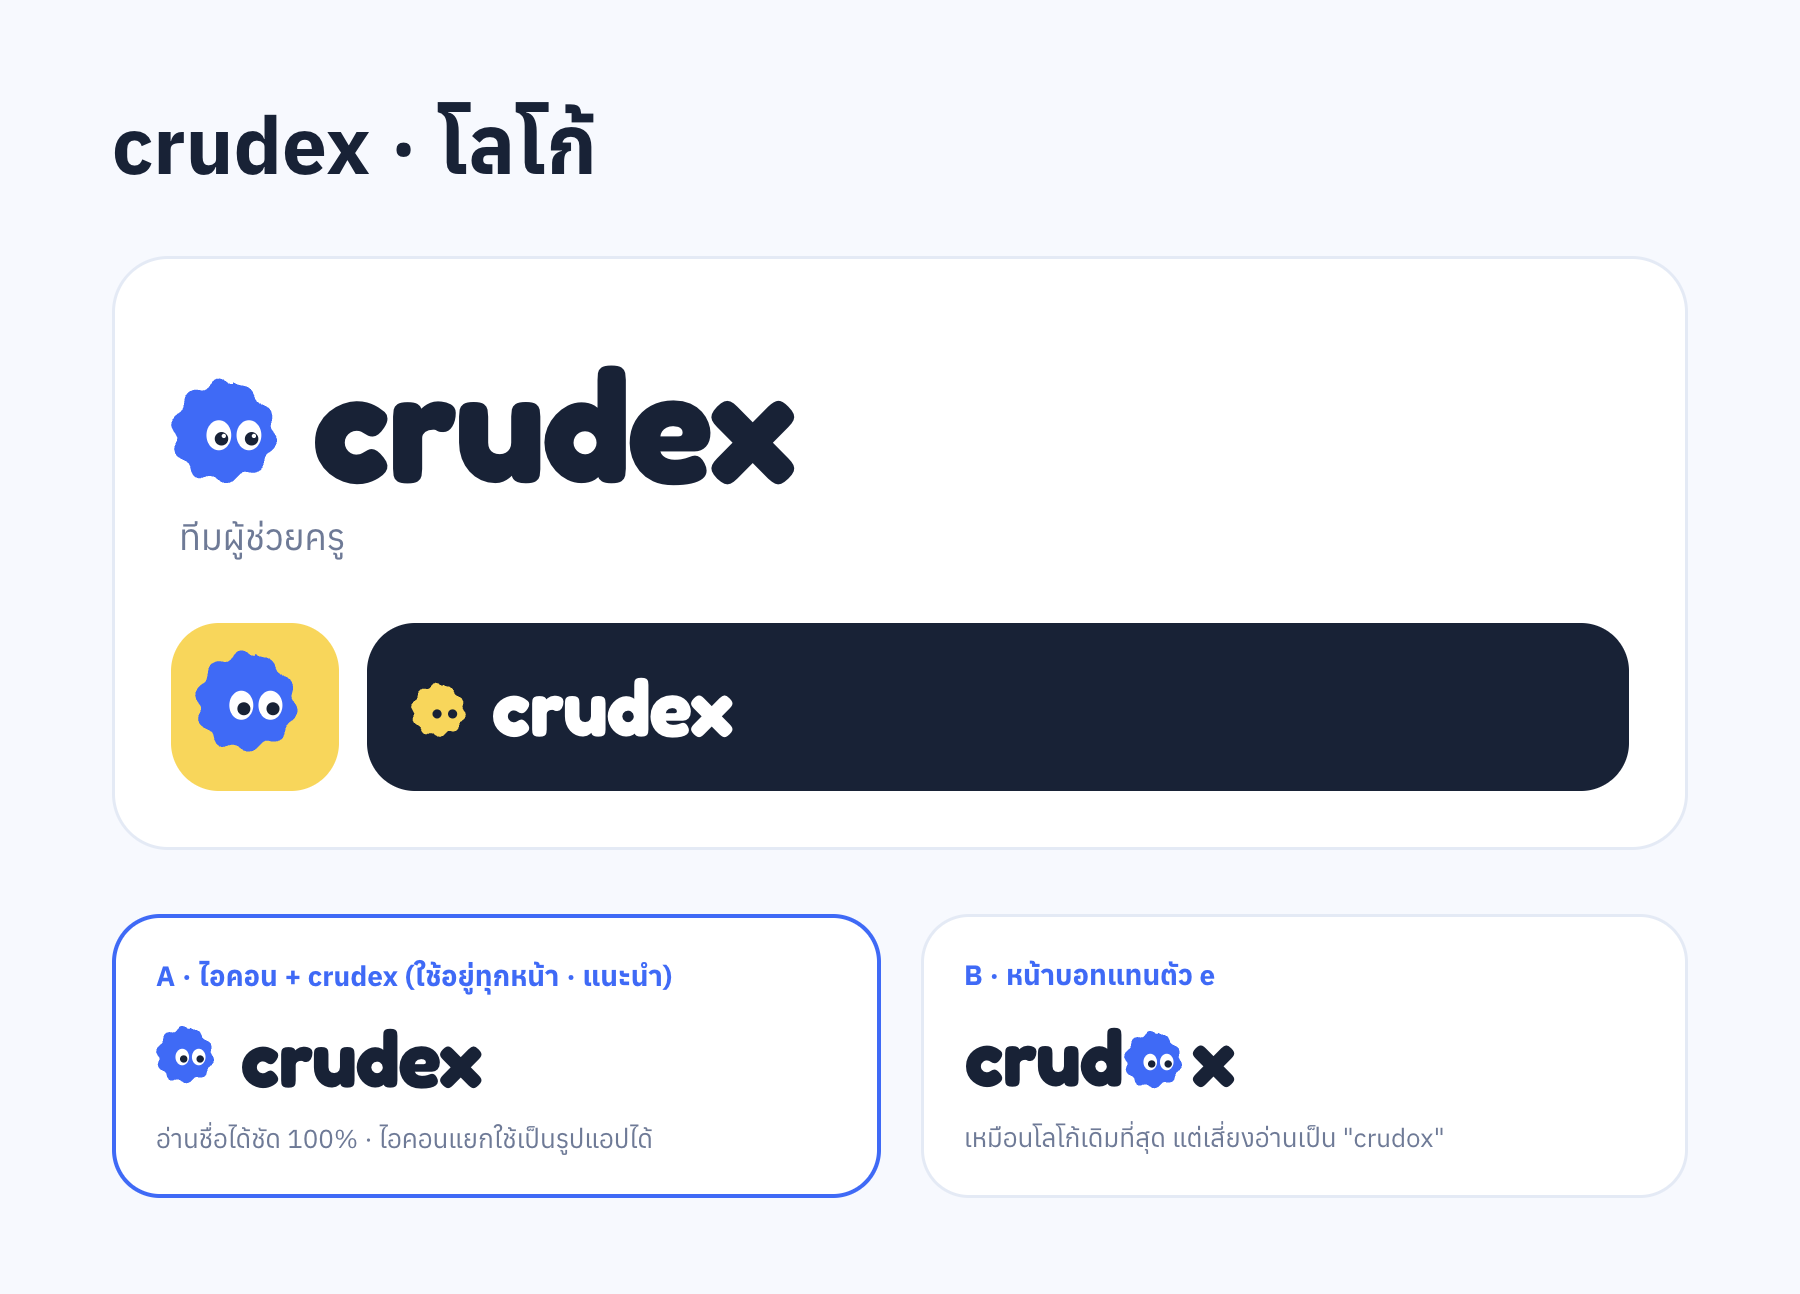 crudex · โลโก้
crudex
ทีมผู้ช่วยครู
crudex
A · ไอคอน + crudex (ใช้อยู่ทุกหน้า · แนะนำ)
crudex
อ่านชื่อได้ชัด 100% · ไอคอนแยกใช้เป็นรูปแอปได้
B · หน้าบอทแทนตัว e
crud x
เหมือนโลโก้เดิมที่สุด แต่เสี่ยงอ่านเป็น "crudox"